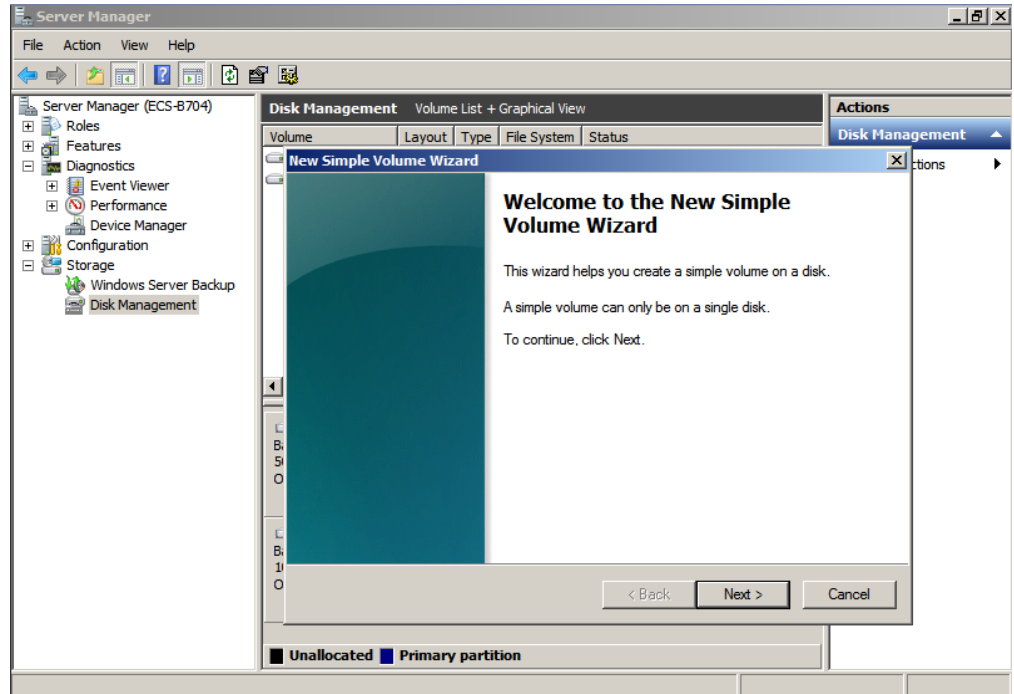 Server Manager
File Action View Help
Server Manager (ECS-B704)
Roles
Features
Diagnostics
Event Viewer
Performance
Device Manager
Configuration
Storage
Windows Server Backup
Disk Management
Disk Management Volume List + Graphical View
Volume Layout Type File System Status
New Simple Volume Wizard
Welcome to the New Simple
Volume Wizard
This wizard helps you create a simple volume on a disk.
A simple volume can only be on a single disk.
To continue, click Next.
< Back Next > Cancel
Unallocated Primary partition
Actions
Disk Management